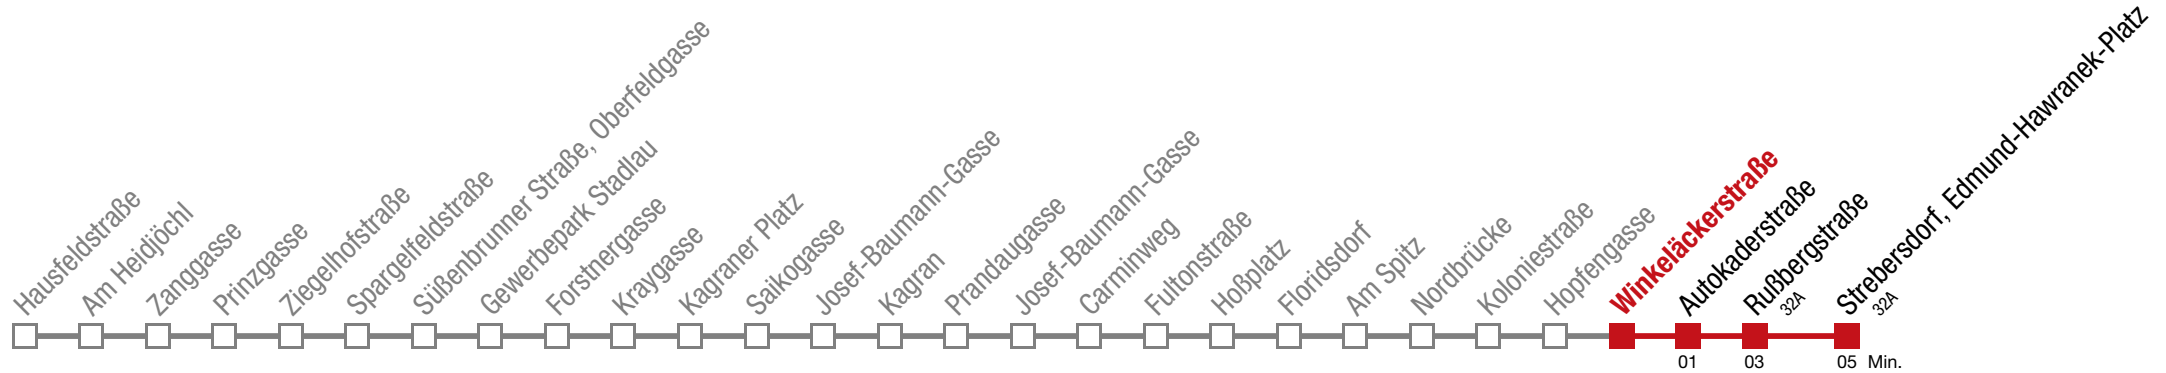 Hausfeldstraße
Am Heidjöchl
Zanggasse
Prinzgasse
Ziegelhofstraße
Spargelfeldstraße
Süßenbrunner Straße, Oberfeldgasse
Gewerbepark Stadlau
Forstnergasse
Kraygasse
Kagraner Platz
Saikogasse
Josef-Baumann-Gasse
Kagran
Prandaugasse
Josef-Baumann-Gasse
Carminweg
Fultonstraße
Hoßplatz
Floridsdorf
Am Spitz
Nordbrücke
Koloniestraße
Hopfengasse
Winkeläckerstraße
Autokaderstraße
Rußbergstraße
32A
Strebersdorf, Edmund-Hawranek-Platz
32A
01 03 05 Min.